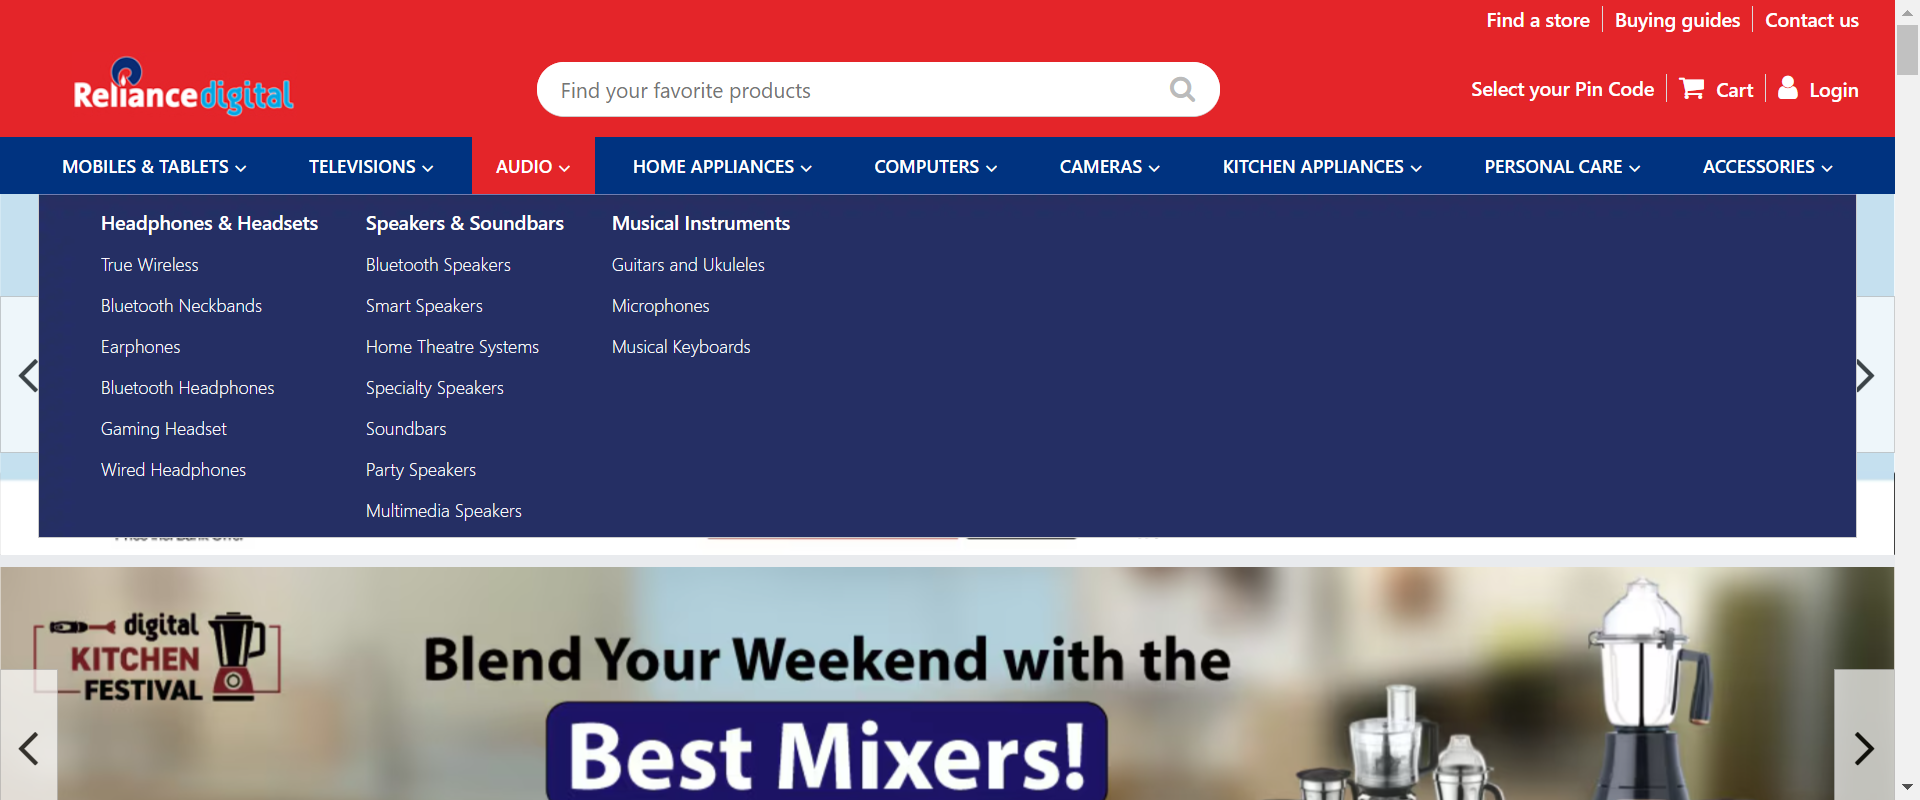 Find a store
Buying guides
Contact us
Reliance digital
Find your favorite products
Select your Pin Code
Cart
Login
MOBILES & TABLETS
TELEVISIONS
AUDIO
HOME APPLIANCES
COMPUTERS
CAMERAS
KITCHEN APPLIANCES
PERSONAL CARE
ACCESSORIES
Headphones & Headsets
True Wireless
Bluetooth Neckbands
Earphones
Bluetooth Headphones
Gaming Headset
Wired Headphones
Speakers & Soundbars
Bluetooth Speakers
Smart Speakers
Home Theatre Systems
Specialty Speakers
Soundbars
Party Speakers
Multimedia Speakers
Musical Instruments
Guitars and Ukuleles
Microphones
Musical Keyboards
digital
KITCHEN
FESTIVAL
Blend Your Weekend with the
Best Mixers!